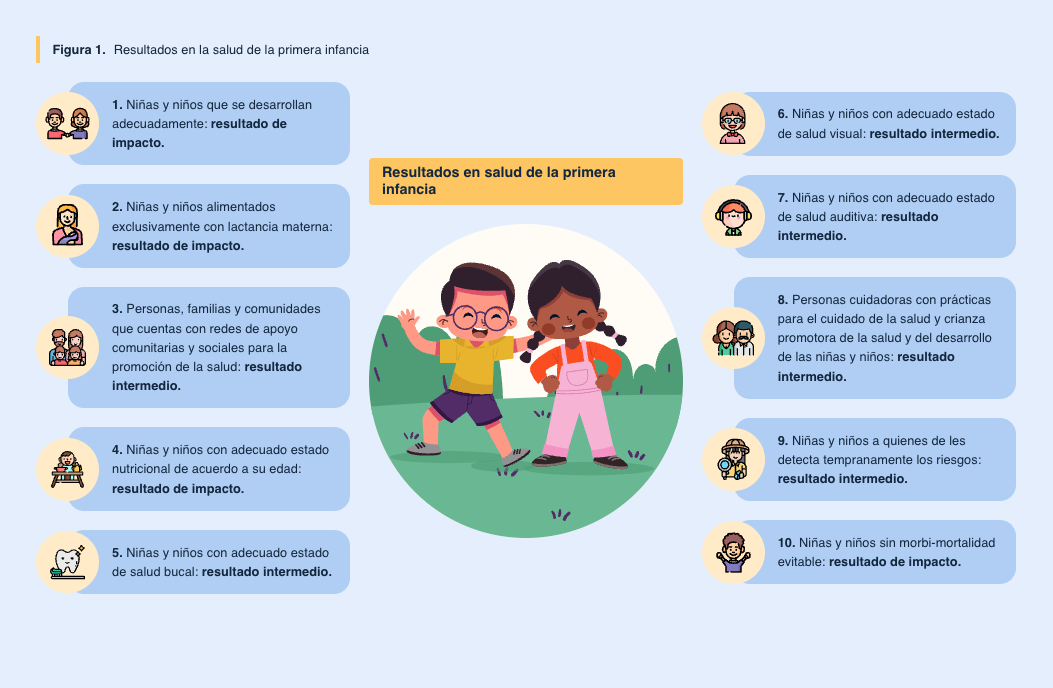 Figura 1. Resultados en la salud de la primera infancia
1. Niñas y niños que se desarrollan
adecuadamente: resultado de
impacto.
2. Niñas y niños alimentados
exclusivamente con lactancia materna:
resultado de impacto.
3. Personas, familias y comunidades
que cuentas con redes de apoyo
comunitarias y sociales para la
promoción de la salud: resultado
intermedio.
4. Niñas y niños con adecuado estado
nutricional de acuerdo a su edad:
resultado de impacto.
5. Niñas y niños con adecuado estado
de salud bucal: resultado intermedio.
Resultados en salud de la primera
infancia
6. Niñas y niños con adecuado estado
de salud visual: resultado intermedio.
7. Niñas y niños con adecuado estado
de salud auditiva: resultado
intermedio.
8. Personas cuidadoras con prácticas
para el cuidado de la salud y crianza
promotora de la salud y del desarrollo
de las niñas y niños: resultado
intermedio.
9. Niñas y niños a quienes de les
detecta tempranamente los riesgos:
resultado intermedio.
10. Niñas y niños sin morbi-mortalidad
evitable: resultado de impacto.